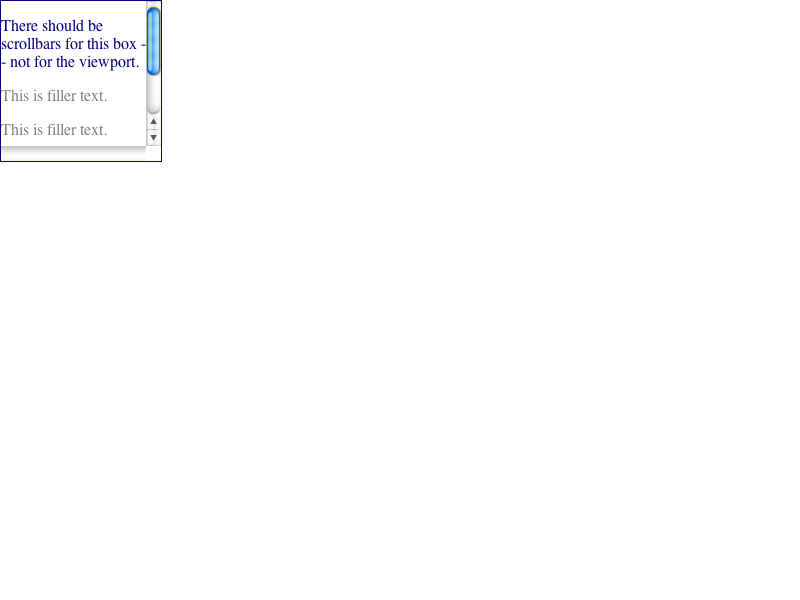 There should be
scrollbars for this box -
- not for the viewport.
This is filler text.
This is filler text.